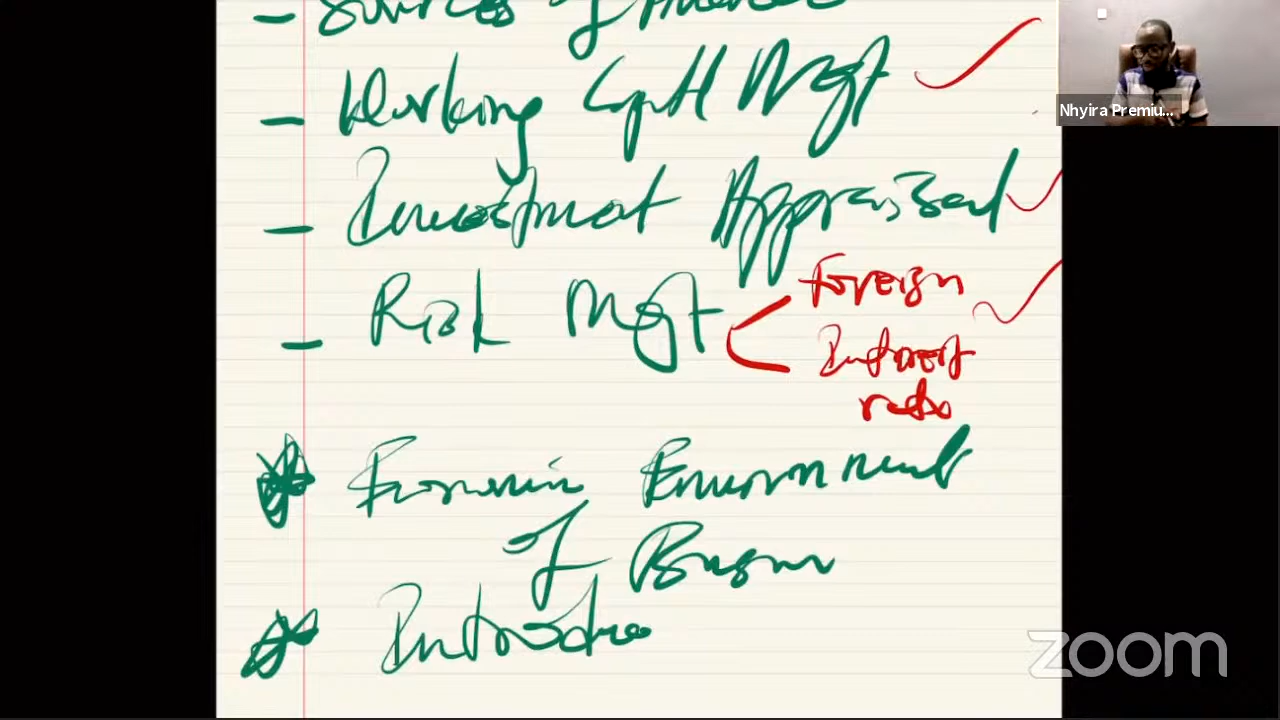 - Sources of Finance
- Working Capital Mgt
- Investment Appraisal
- Risk Mgt
Foreign
Interest
rate
Economic Environment
of Business
Introduction
Nhyira Premiu...
zoom